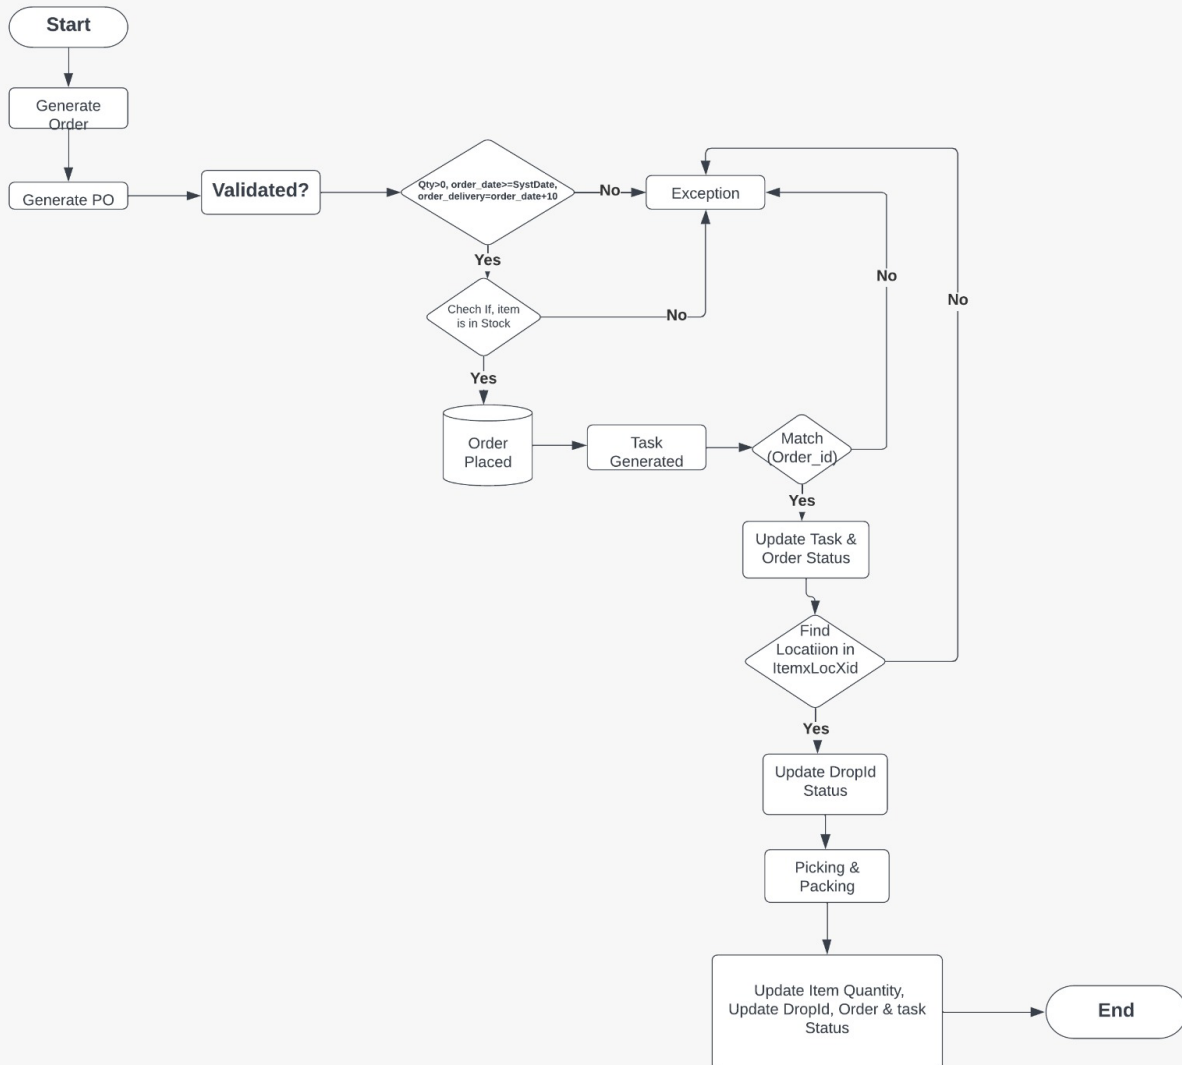 Start
Generate
Order
Generate PO
Validated?
Qty>0, order_date>=SystDate,
order_delivery=order_date+10
No
Exception
Yes
Chech If, item
is in Stock
No
No
No
Yes
Order
Placed
Task
Generated
Match
(Order_id)
Yes
Update Task &
Order Status
Find
Locatiion in
ItemxLocXid
Yes
Update DropId
Status
Picking &
Packing
Update Item Quantity,
Update DropId, Order & task
Status
End